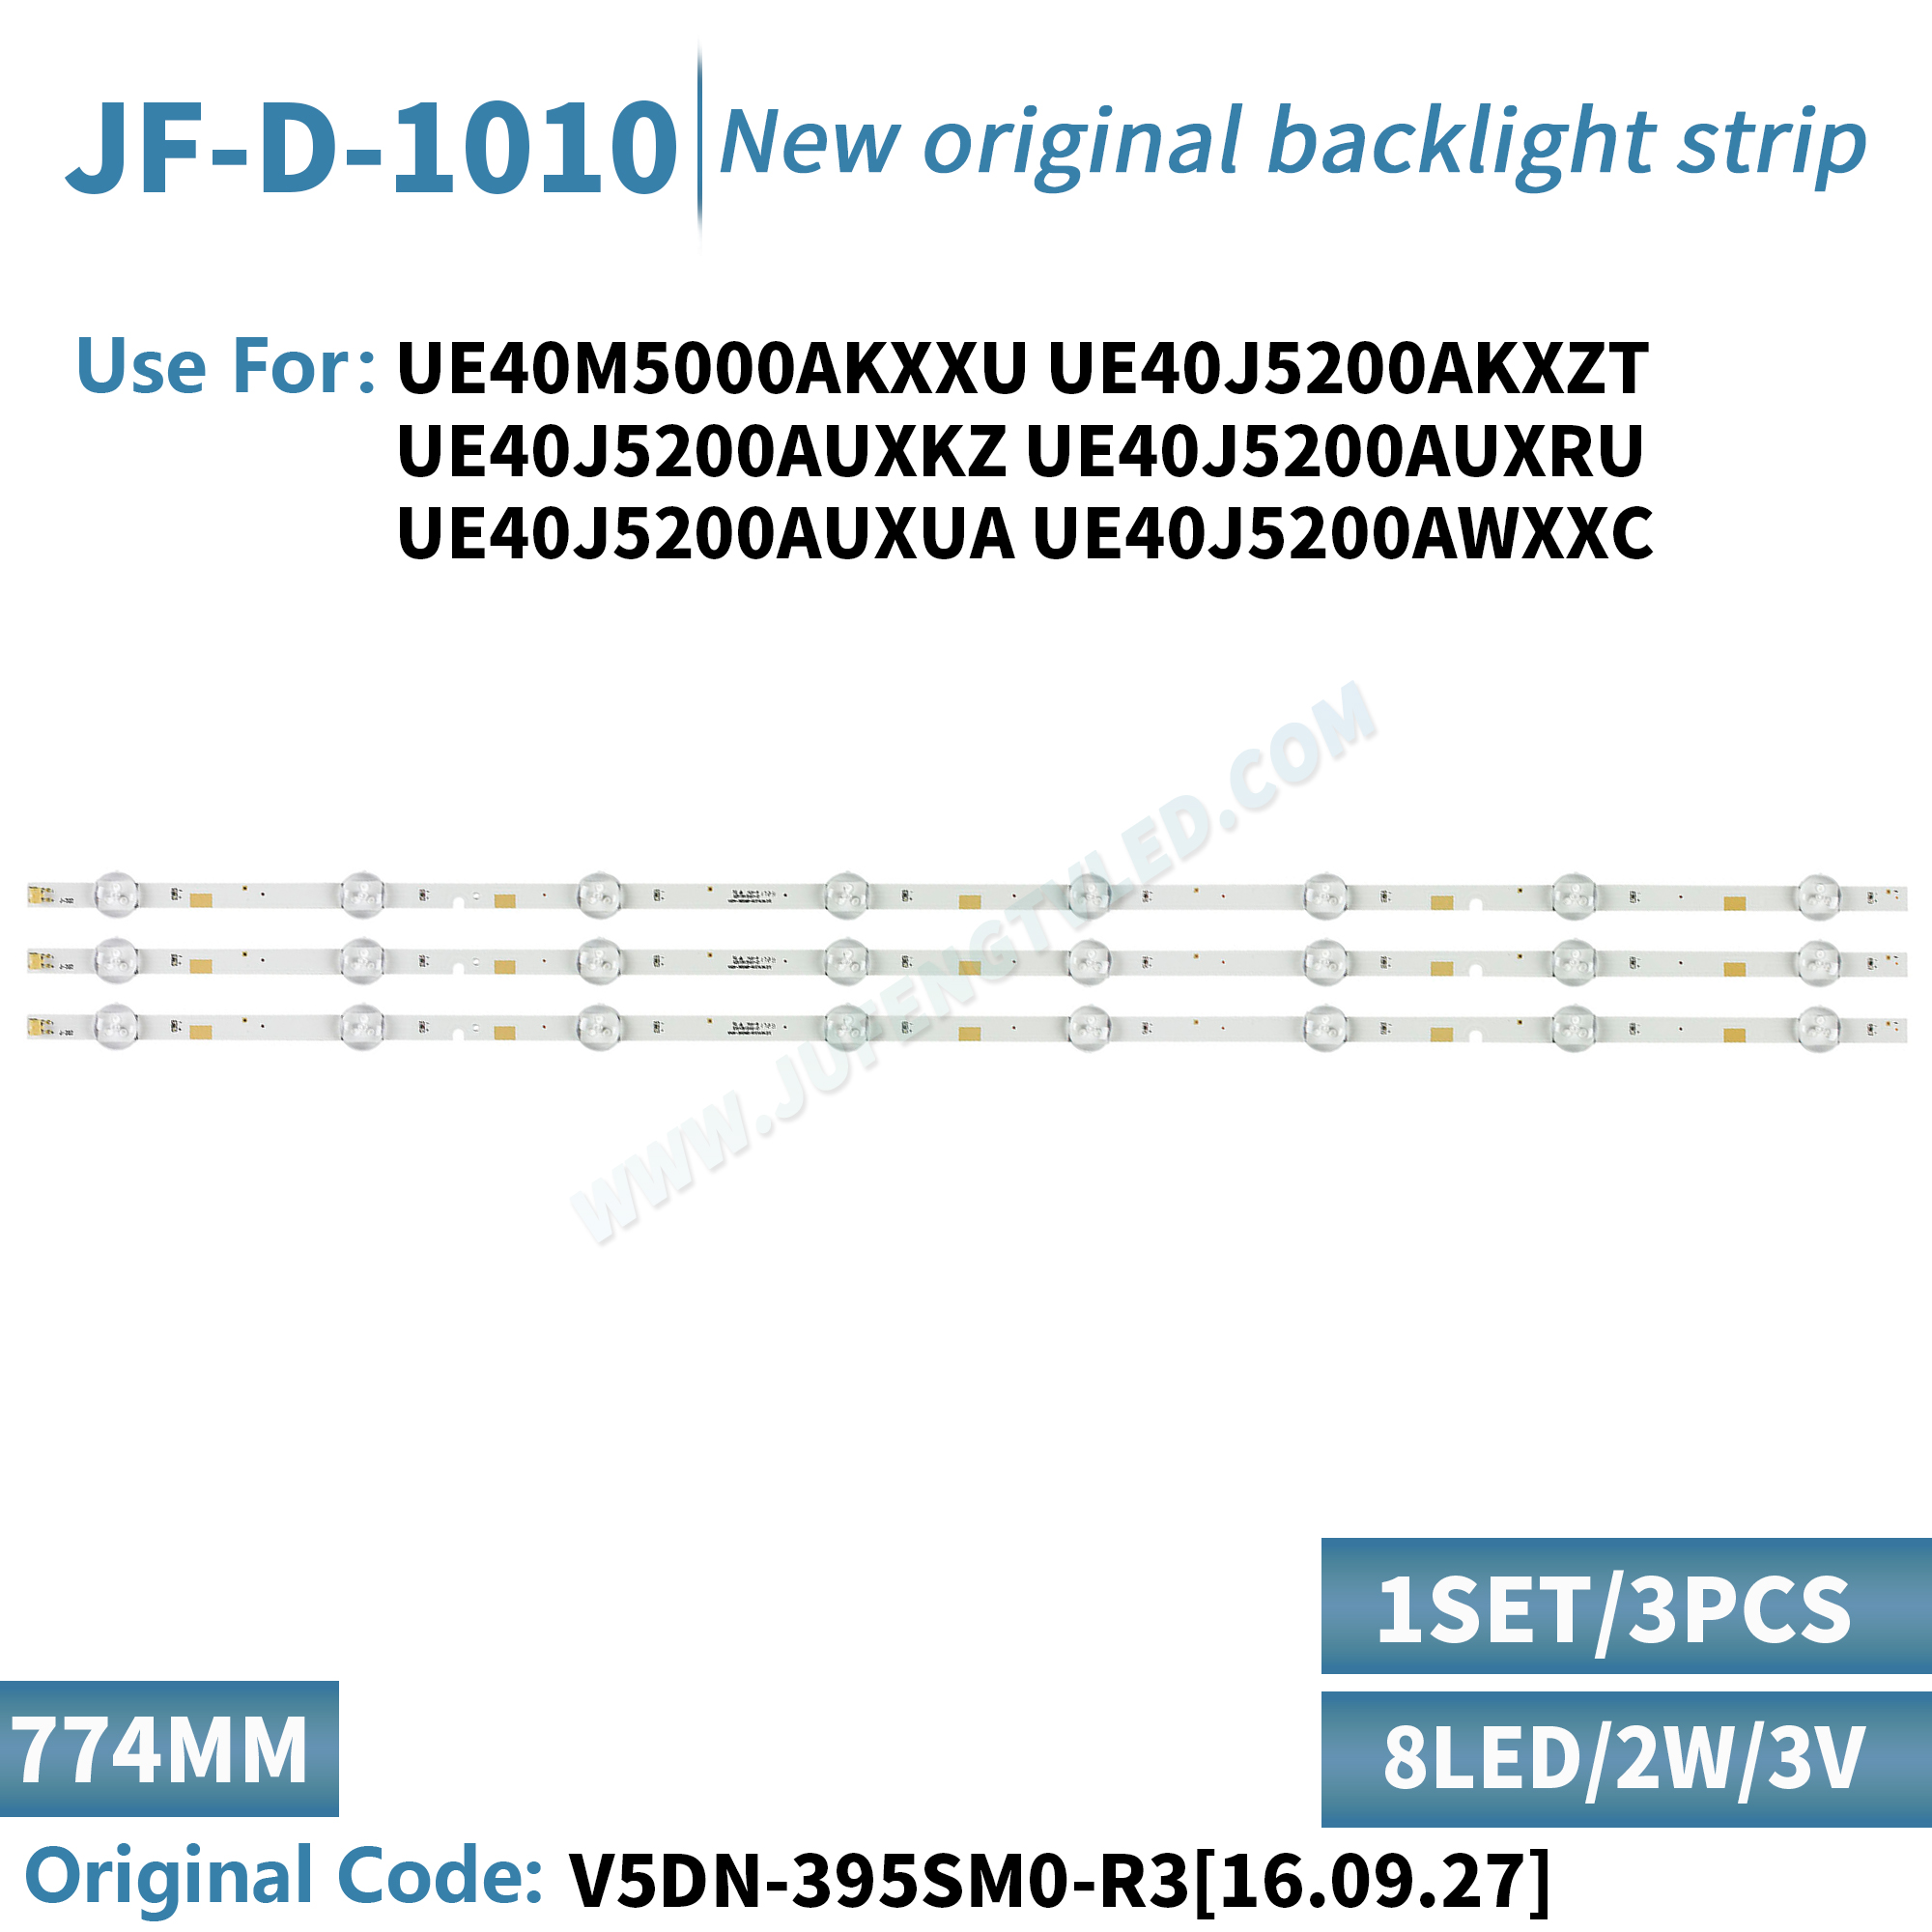 JF-D-1010
New original backlight strip
Use For: UE40M5000AKXXU UE40J5200AKXZT
UE40J5200AUXKZ UE40J5200AUXRU
UE40J5200AUXUA UE40J5200AWXXC
WWW.JUFENGTVLED.COM
1SET/3PCS
774MM
8LED/2W/3V
Original Code: V5DN-395SM0-R3[16.09.27]